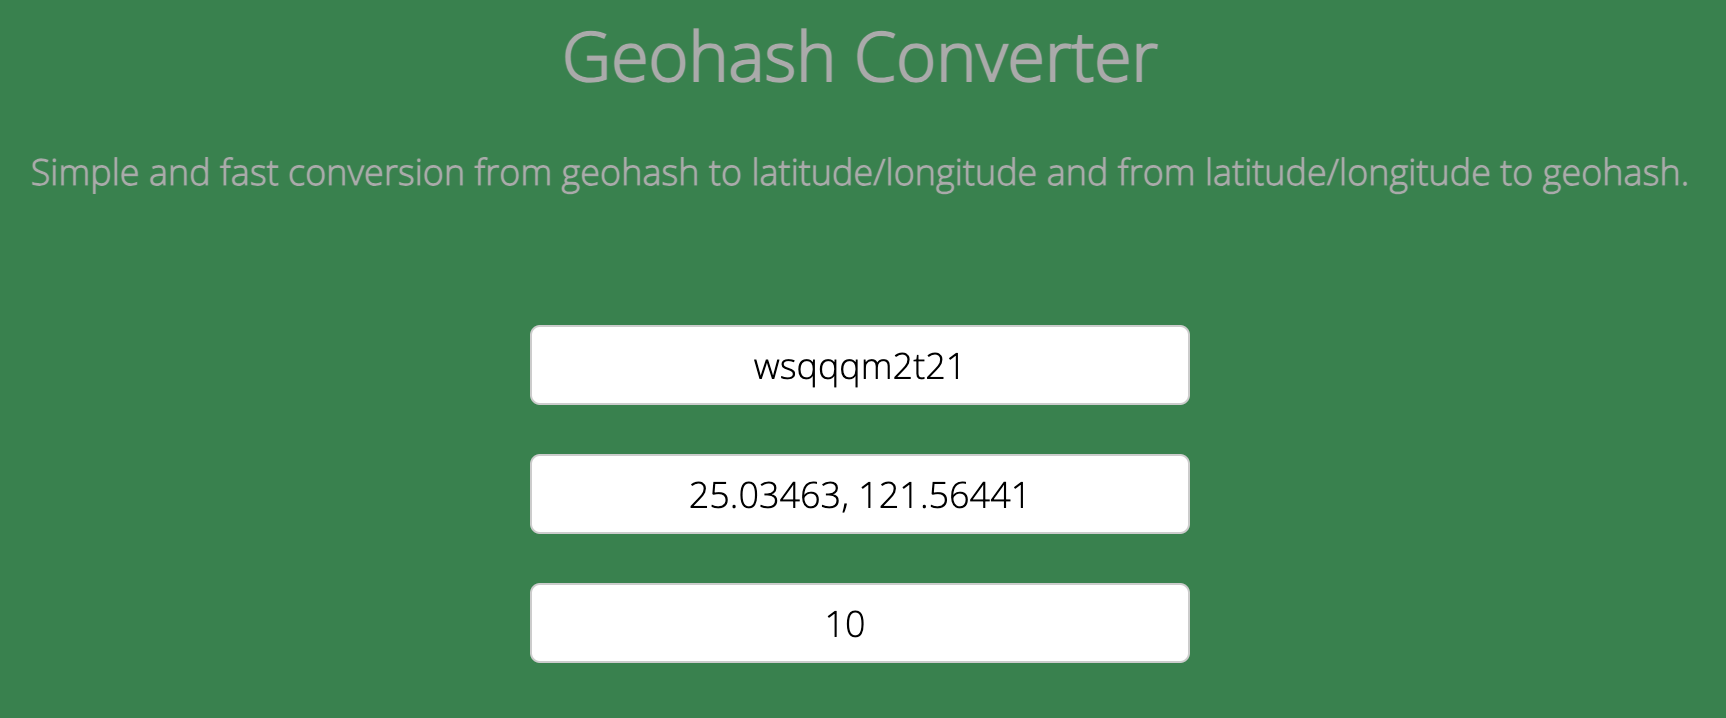 Geohash Converter
Simple and fast conversion from geohash to latitude/longitude and from latitude/longitude to geohash.
wsqqqm2t21
25.03463, 121.56441
10